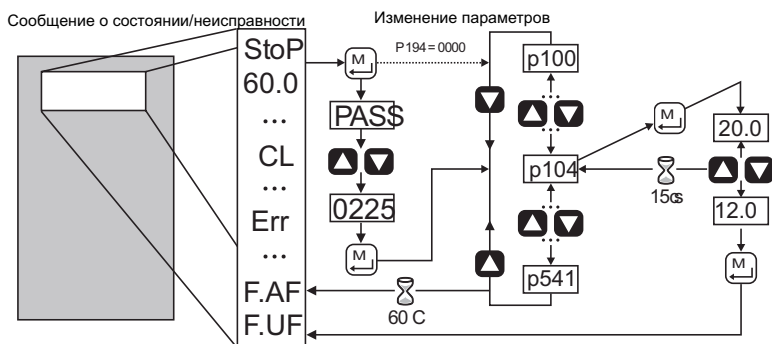 Сообщение о состоянии/неисправности
Изменение параметров
StoP
60.0
...
CL
...
Err
...
F.AF
F.UF
M
P194 = 0000
PASS
0225
M
60 C
p100
p104
p541
M
20.0
15cs
12.0
M